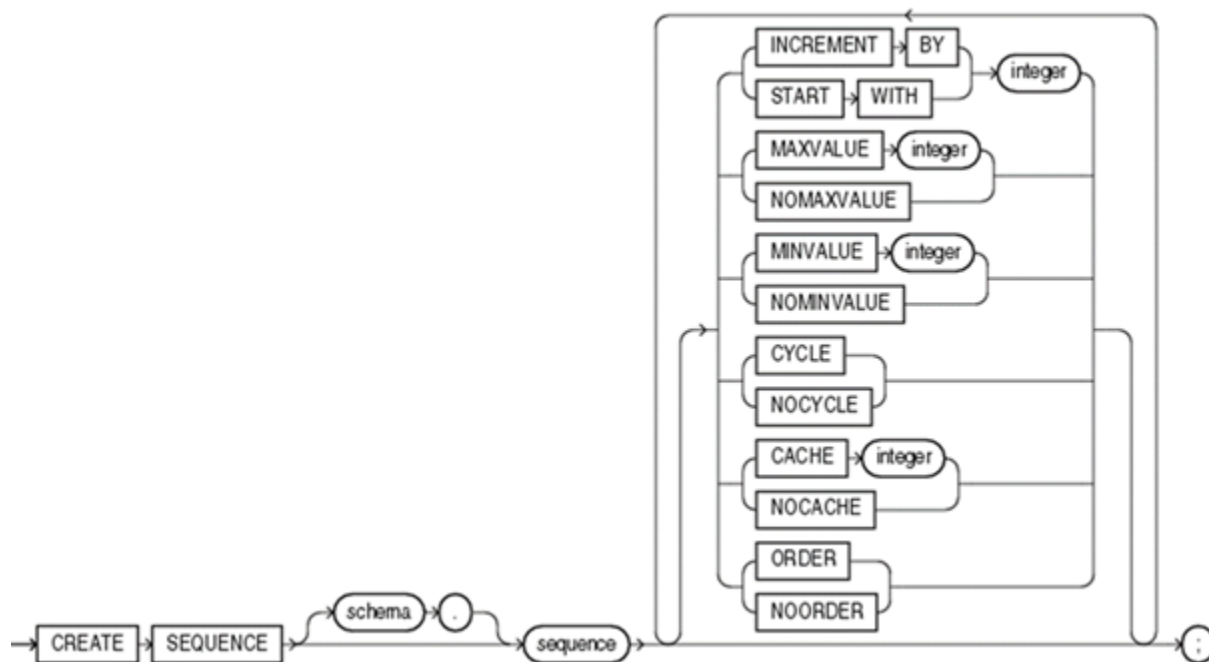 INCREMENT BY
integer
START WITH
MAXVALUE integer
NOMAXVALUE
MINVALUE integer
NOMINVALUE
CYCLE
NOCYCLE
CACHE integer
NOCACHE
ORDER
NOORDER
schema .
CREATE SEQUENCE sequence ;